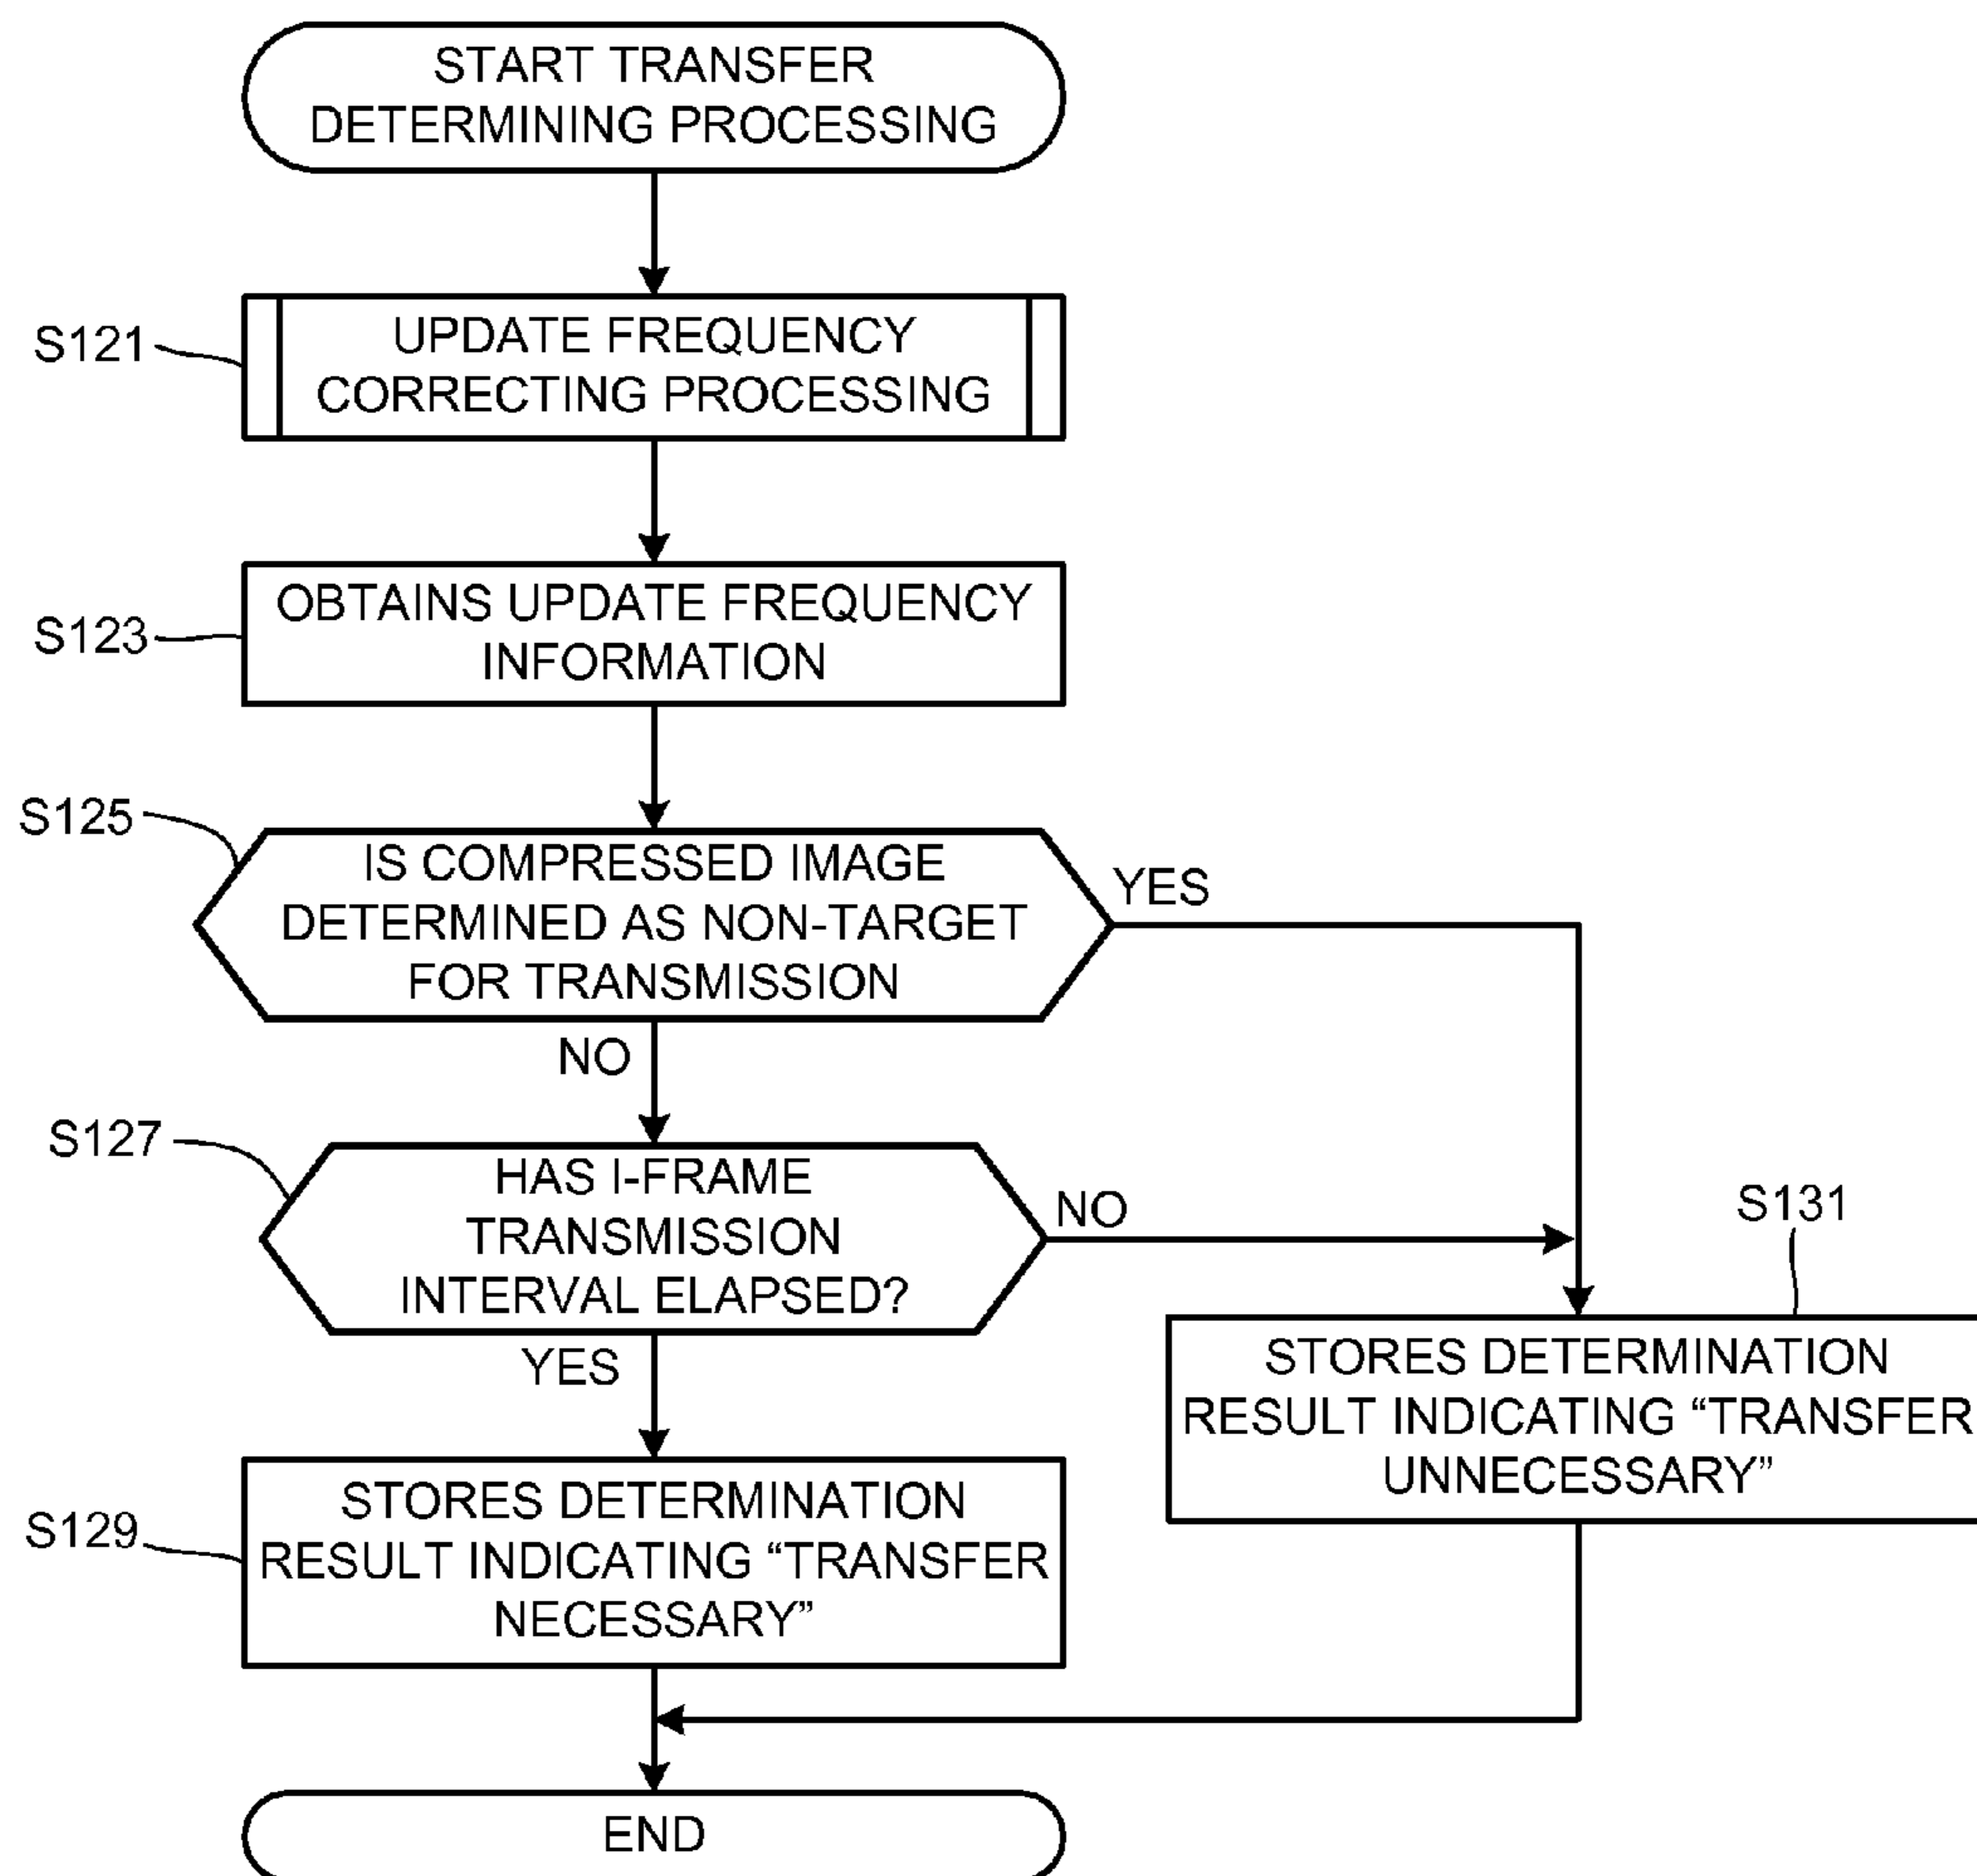 START TRANSFER
DETERMINING PROCESSING
S121
UPDATE FREQUENCY
CORRECTING PROCESSING
S123
OBTAINS UPDATE FREQUENCY
INFORMATION
S125
IS COMPRESSED IMAGE
DETERMINED AS NON-TARGET
FOR TRANSMISSION
YES
NO
S127
HAS I-FRAME
TRANSMISSION
INTERVAL ELAPSED?
NO
YES
S131
STORES DETERMINATION
RESULT INDICATING “TRANSFER
UNNECESSARY”
S129
STORES DETERMINATION
RESULT INDICATING “TRANSFER
NECESSARY”
END